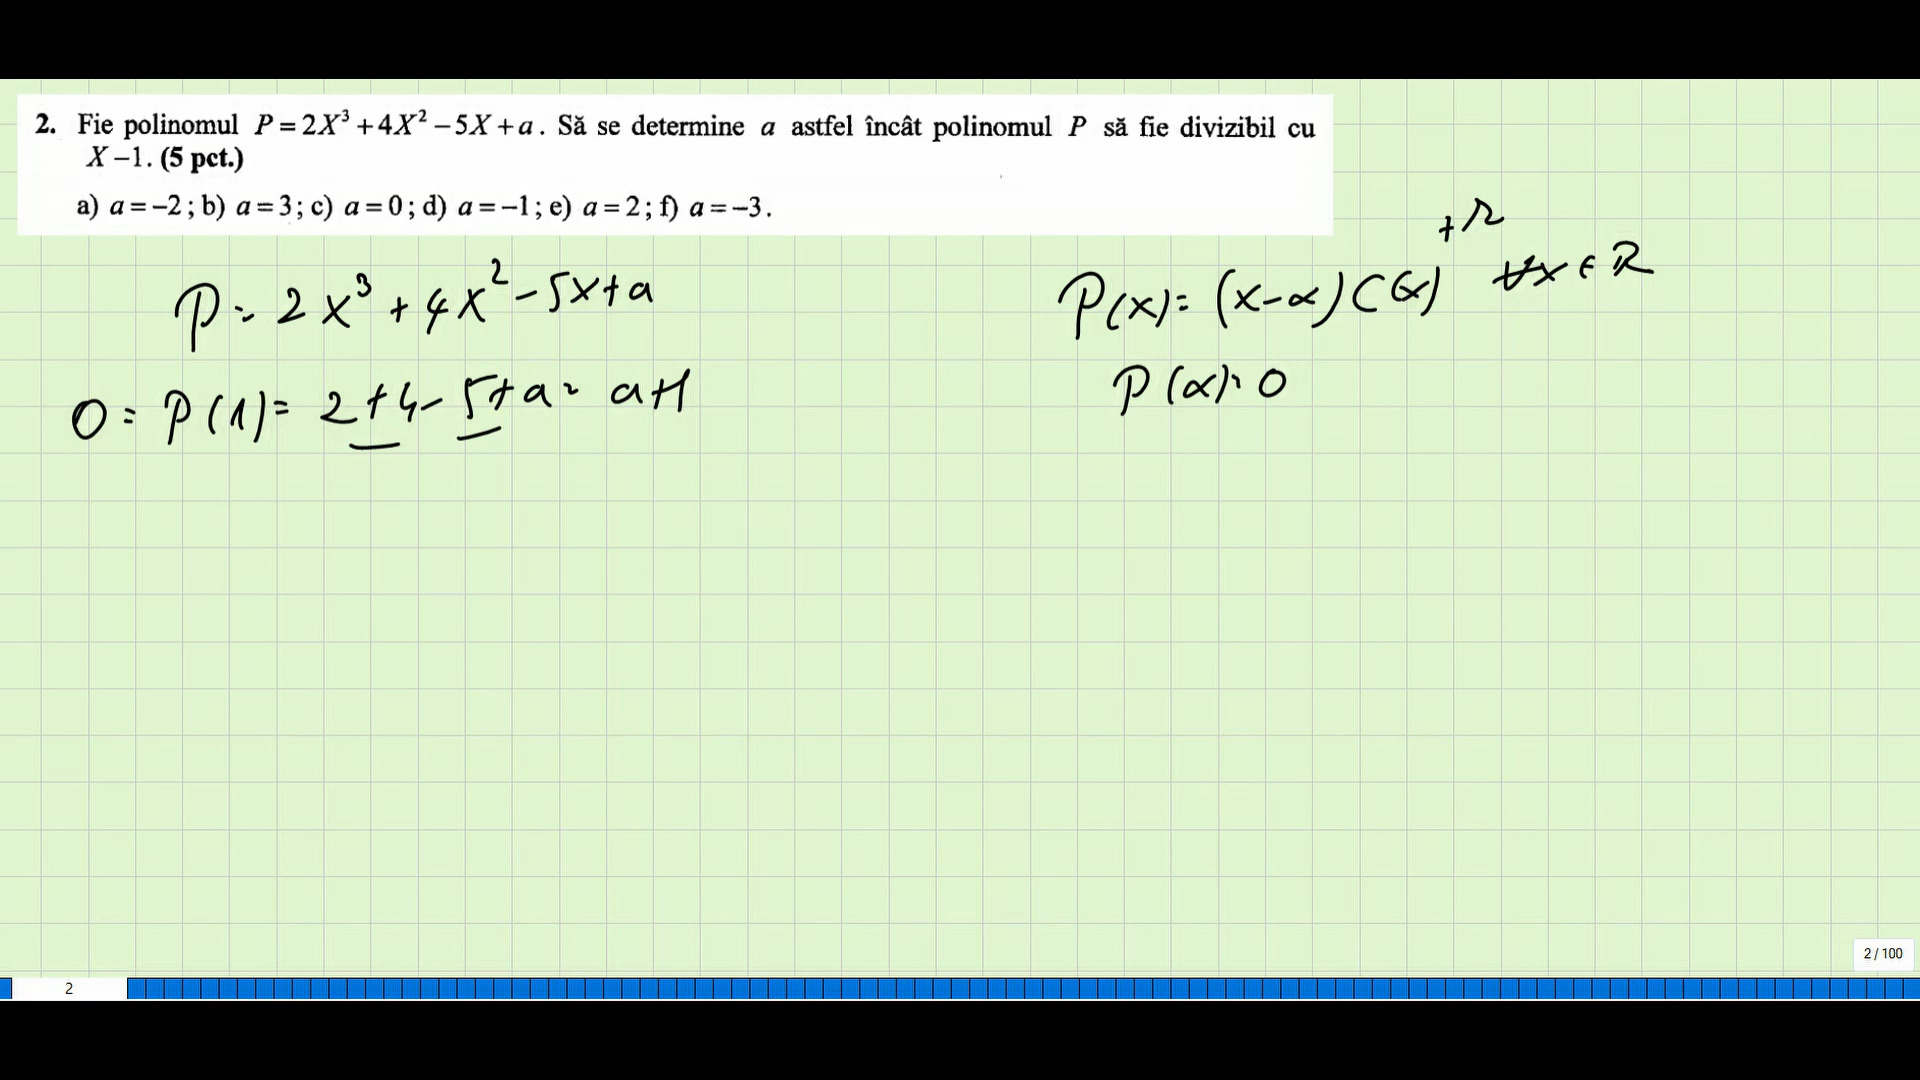 2. Fie polinomul P = 2X³ + 4X² − 5X + a. Să se determine a astfel încât polinomul P să fie divizibil cu
X − 1. (5 pct.)
a) a = −2; b) a = 3; c) a = 0; d) a = −1; e) a = 2; f) a = −3.
P = 2x³ + 4x² − 5x + a
0 = P(1) = 2 + 4 − 5 + a = a + 1
P(x) = (x − α) C(x) + r ∀x ∈ R
P(α) = 0
2 / 100
2